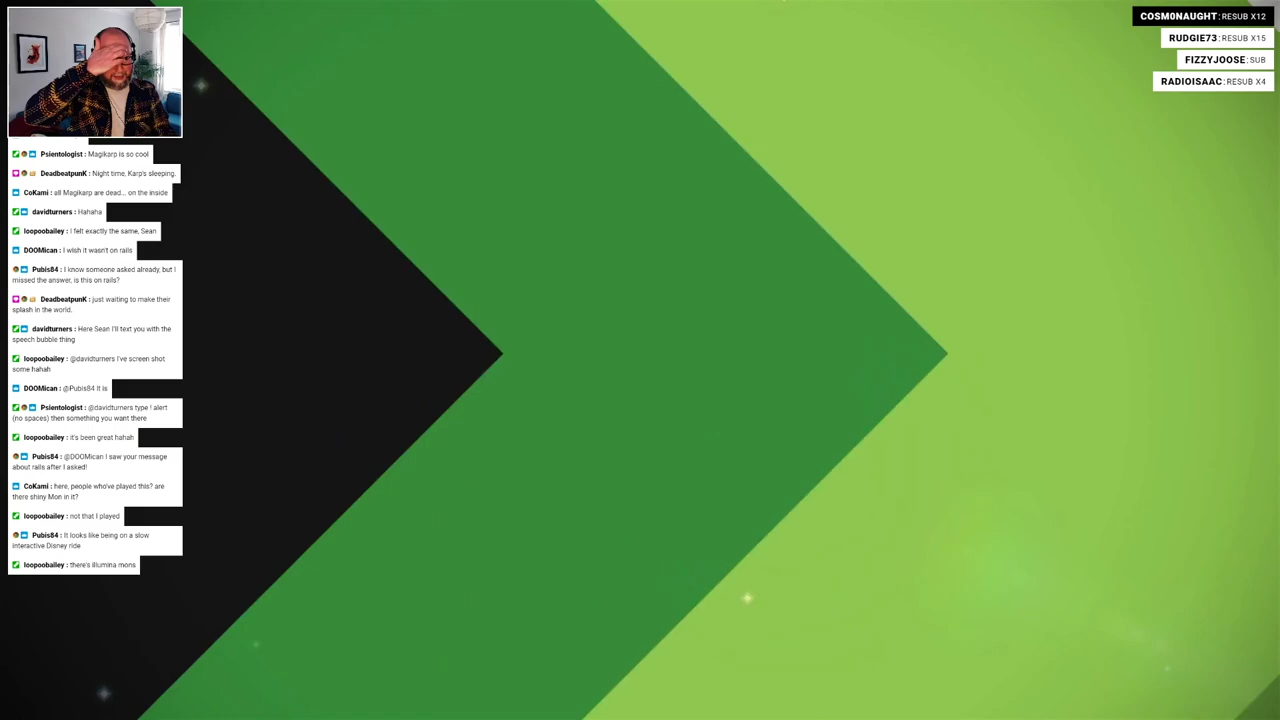 COSM0NAUGHT: RESUB X12
RUDGIE73: RESUB X15
FIZZYJOOSE: SUB
RADIOISAAC: RESUB X4
Psientologist : Magikarp is so cool
DeadbeatpunK : Night time, Karp's sleeping.
CoKami : all Magikarp are dead... on the inside
davidturners : Hahaha
loopoobailey : I felt exactly the same, Sean
DOOMican : I wish it wasn't on rails
Pubis84 : I know someone asked already, but I
missed the answer, is this on rails?
DeadbeatpunK : just waiting to make their
splash in the world.
davidturners : Here Sean I'll text you with the
speech bubble thing
loopoobailey : @davidturners I've screen shot
some hahah
DOOMican : @Pubis84 It is
Psientologist : @davidturners type ! alert
(no spaces) then something you want there
loopoobailey : it's been great hahah
Pubis84 : @DOOMican I saw your message
about rails after I asked!
CoKami : here, people who've played this? are
there shiny Mon in it?
loopoobailey : not that I played
Pubis84 : It looks like being on a slow
interactive Disney ride
loopoobailey : there's illumina mons